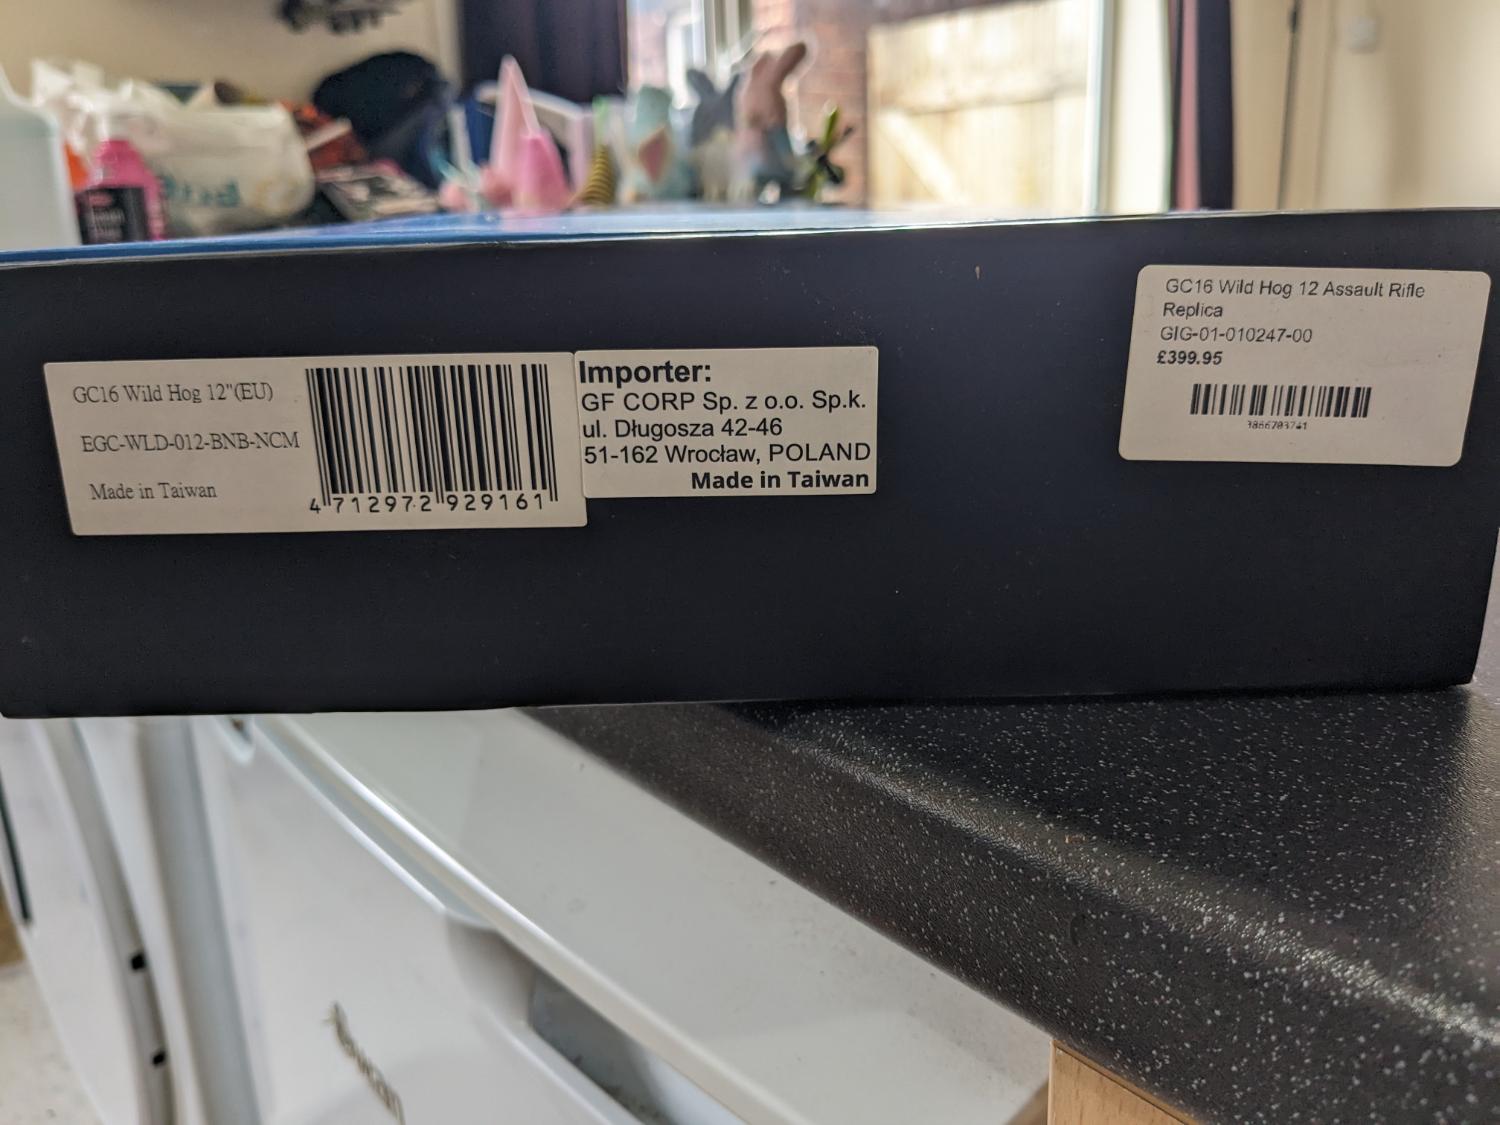 GC16 Wild Hog 12"(EU)
EGC-WLD-012-BNB-NCM
Made in Taiwan
4 712972 929161
Importer:
GF CORP Sp. z o.o. Sp.k.
ul. Długosza 42-46
51-162 Wrocław, POLAND
Made in Taiwan
GC16 Wild Hog 12 Assault Rifle
Replica
GIG-01-010247-00
£399.95
3866703741